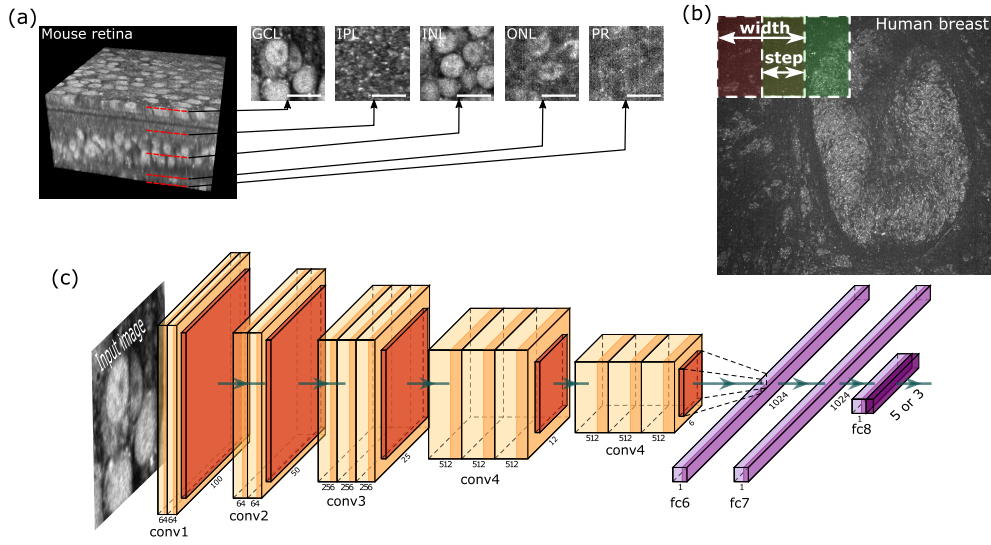 (a)
Mouse retina
GCL
IPL
INL
ONL
PR
(b)
Human breast
width
step
(c)
Input image
64 64
100
conv1
64 64
50
conv2
256 256 256
25
conv3
512 512 512
12
conv4
512 512 512
6
conv4
1
1024
fc6
1
1024
fc7
1
fc8
5 or 3